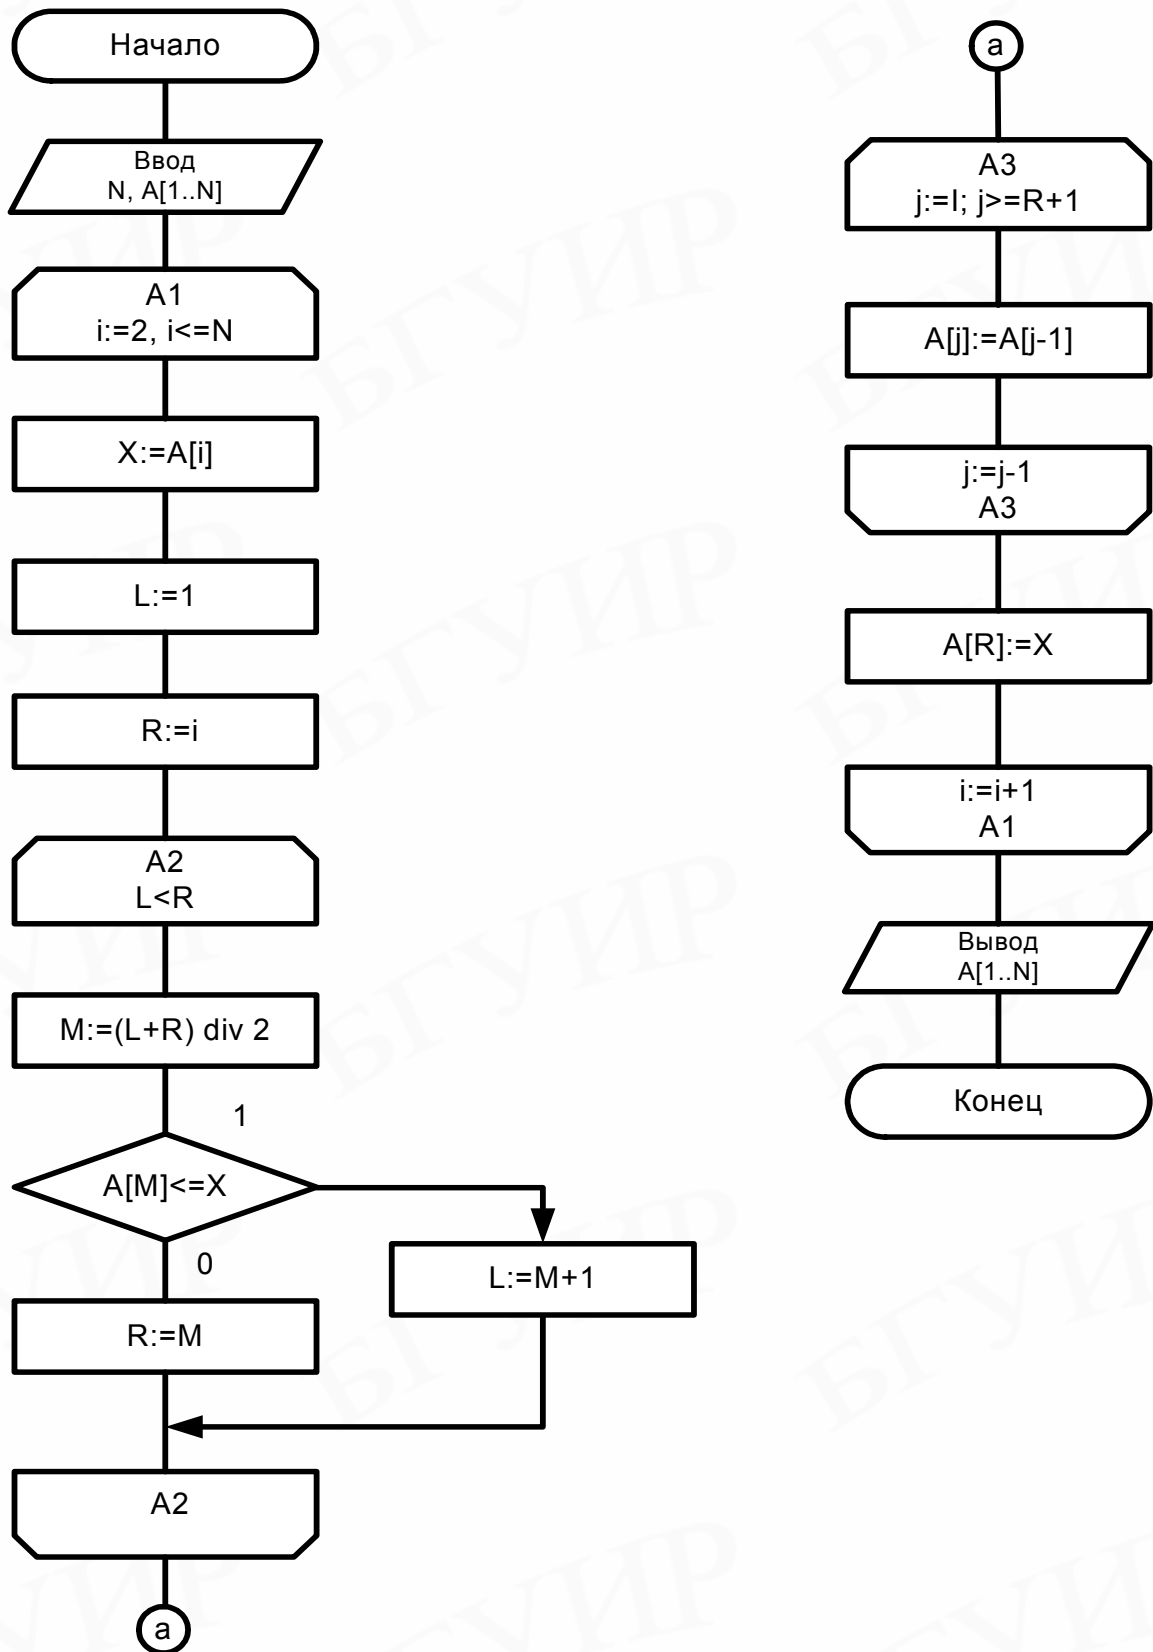 Начало
Ввод
N, A[1..N]
A1
i:=2, i<=N
X:=A[i]
L:=1
R:=i
A2
L<R
M:=(L+R) div 2
1
A[M]<=X
0
L:=M+1
R:=M
A2
a
a
A3
j:=I; j>=R+1
A[j]:=A[j-1]
j:=j-1
A3
A[R]:=X
i:=i+1
A1
Вывод
A[1..N]
Конец
БГУИР